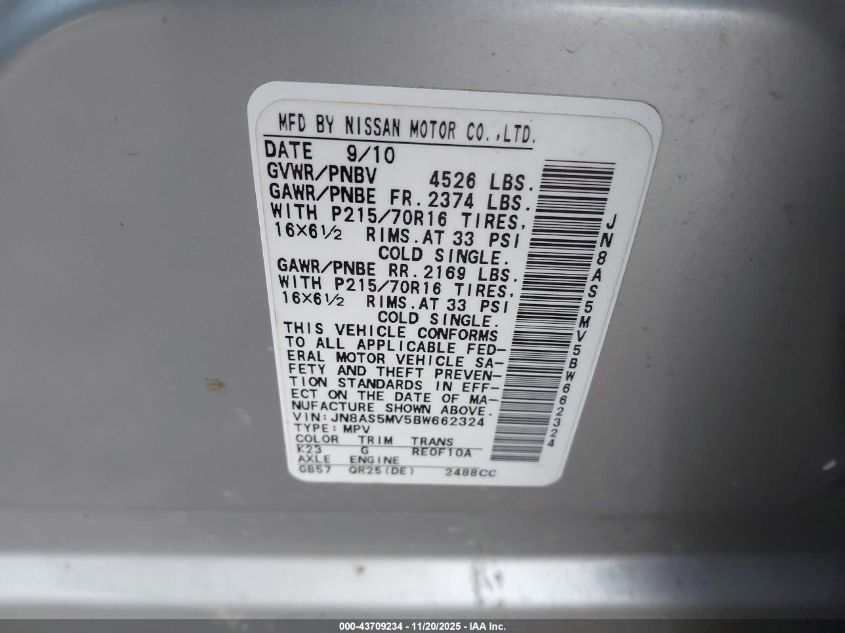 MFD BY NISSAN MOTOR CO.,LTD.
DATE 9/10
GVWR/PNBV 4526 LBS.
GAWR/PNBE FR. 2374 LBS.
WITH P215/70R16 TIRES,
16×6 1/2 RIMS. AT 33 PSI
COLD SINGLE.
GAWR/PNBE RR. 2169 LBS.
WITH P215/70R16 TIRES,
16×6 1/2 RIMS. AT 33 PSI
COLD SINGLE.
THIS VEHICLE CONFORMS
TO ALL APPLICABLE FED-
ERAL MOTOR VEHICLE SA-
FETY AND THEFT PREVEN-
TION STANDARDS IN EFF-
ECT ON THE DATE OF MA-
NUFACTURE SHOWN ABOVE.
VIN:JN8AS5MV5BW662324
TYPE: MPV
COLOR TRIM TRANS
K23 G RE0F10A
AXLE ENGINE
GB57 QR25(DE) 2488CC
JN8AS5MV5BW662324
000-43709234 - 11/20/2025 - IAA Inc.